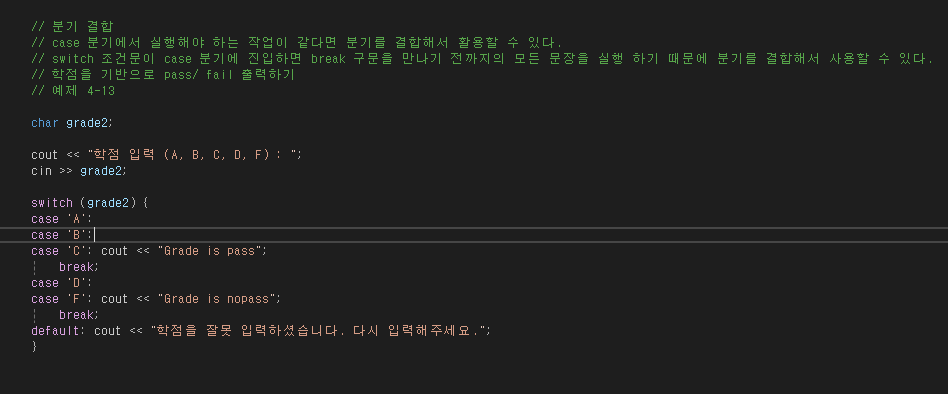 // 분기 결합
// case 분기에서 실행해야 하는 작업이 같다면 분기를 결합해서 활용할 수 있다.
// switch 조건문이 case 분기에 진입하면 break 구문을 만나기 전까지의 모든 문장을 실행 하기 때문에 분기를 결합해서 사용할 수 있다.
// 학점을 기반으로 pass/ fail 출력하기
// 예제 4-13
char grade2;
cout << "학점 입력 (A, B, C, D, F) : ";
cin >> grade2;
switch (grade2) {
case 'A':
case 'B':
case 'C': cout << "Grade is pass";
break;
case 'D':
case 'F': cout << "Grade is nopass";
break;
default: cout << "학점을 잘못 입력하셨습니다. 다시 입력해주세요.";
}